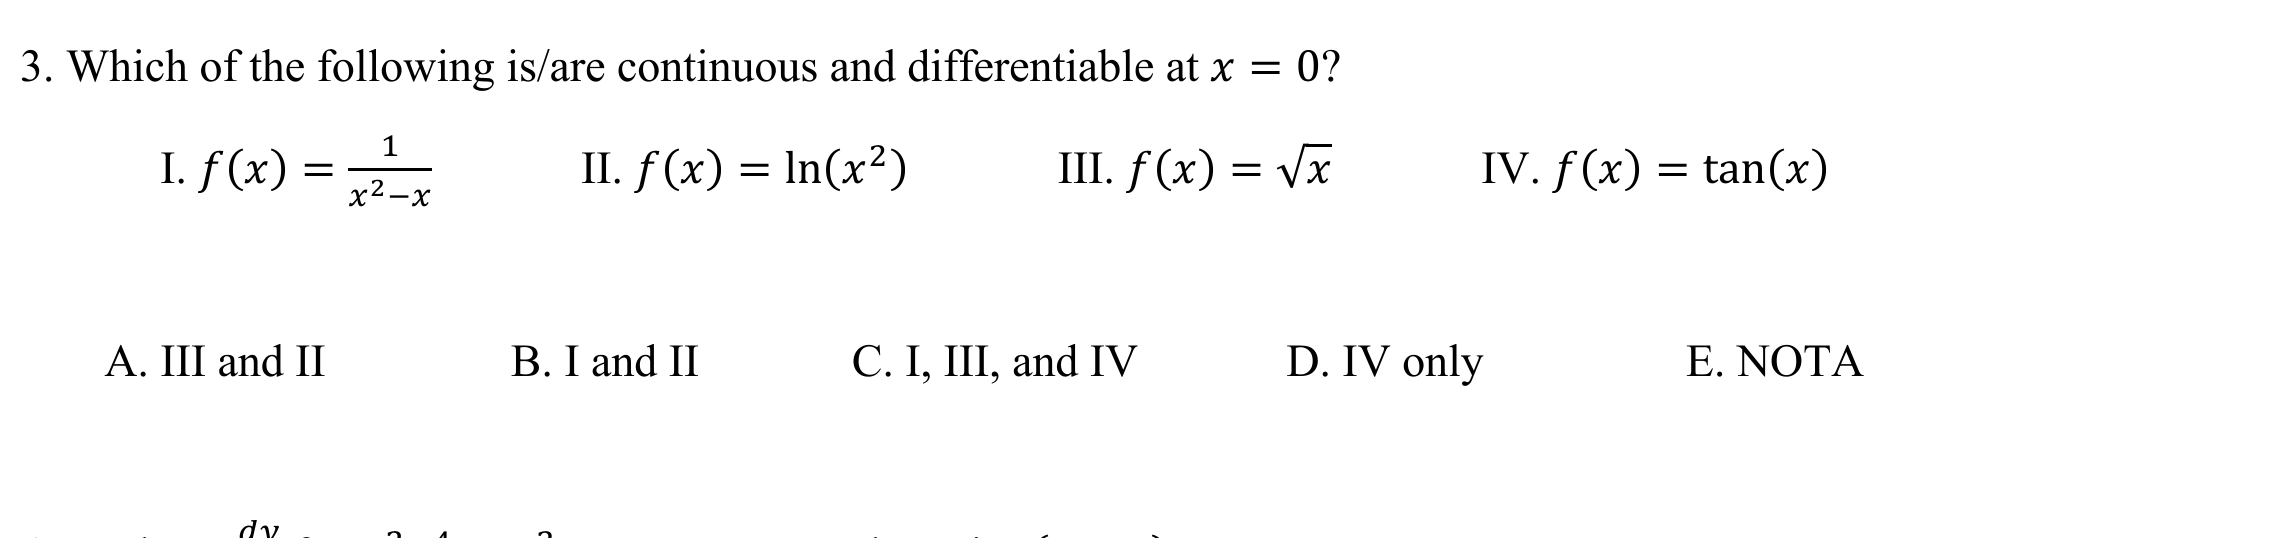 3. Which of the following is/are continuous and differentiable at x = 0?
I. f(x) = 1/(x²−x) II. f(x) = ln(x²) III. f(x) = √x IV. f(x) = tan(x)
A. III and II B. I and II C. I, III, and IV D. IV only E. NOTA